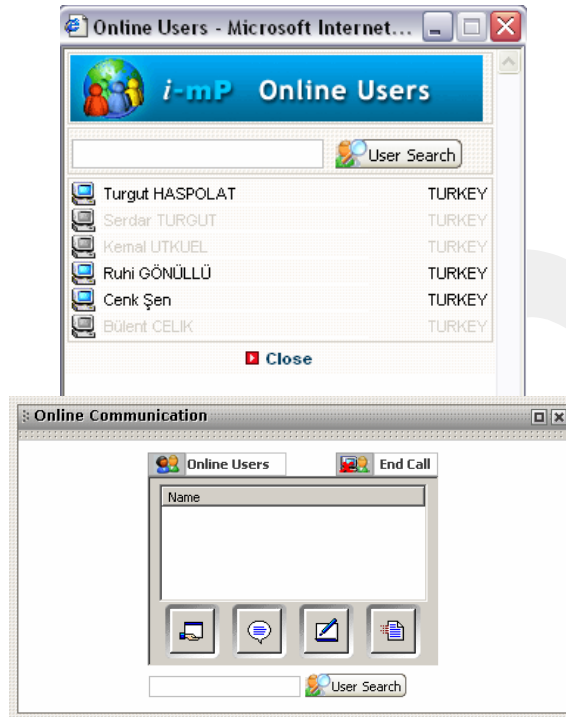 Online Users - Microsoft Internet...
i-mP Online Users
User Search
Turgut HASPOLAT TURKEY
Serdar TURGUT TURKEY
Kemal UTKUEL TURKEY
Ruhi GÖNÜLLÜ TURKEY
Cenk Şen TURKEY
Bülent CELIK TURKEY
Close
Online Communication
Online Users End Call
Name
User Search